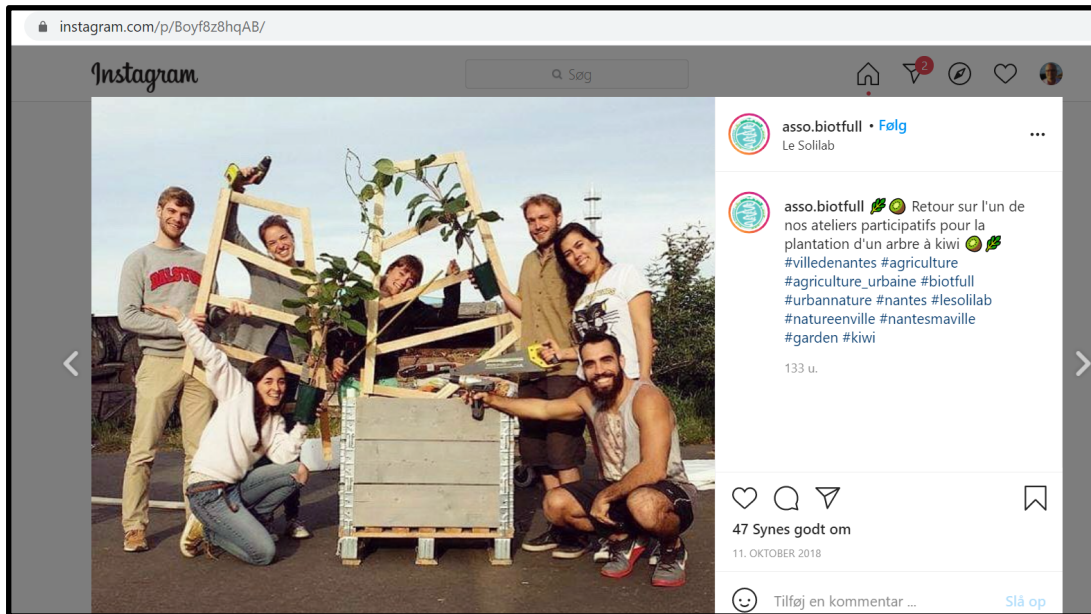 instagram.com/p/Boyf8z8hqAB/
Instagram
Søg
2
asso.biotfull • Følg
Le Solilab
asso.biotfull 🌿🥝 Retour sur l'un de
nos ateliers participatifs pour la
plantation d'un arbre à kiwi 🥝🌿
#villedenantes #agriculture
#agriculture_urbaine #biotfull
#urbannature #nantes #lesolilab
#natureenville #nantesmaville
#garden #kiwi
133 u.
47 Synes godt om
11. OKTOBER 2018
Tilføj en kommentar ...
Slå op